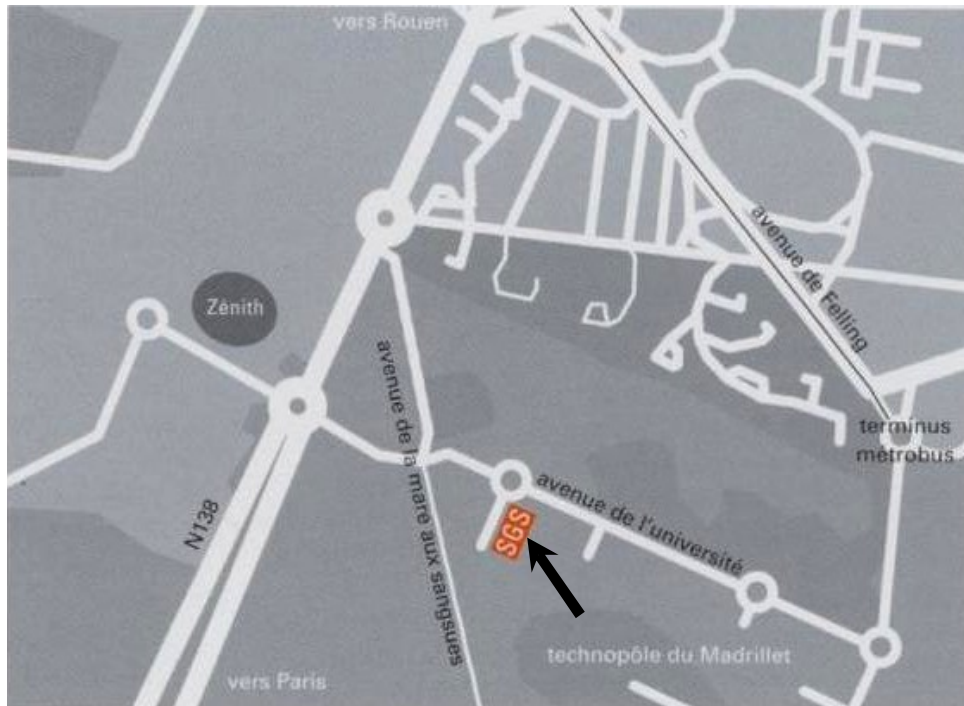 vers Rouen
avenue de Felling
Zénith
avenue de la mare aux sangsues
terminus
métrobus
avenue de l'université
N138
SGS
technopôle du Madrillet
vers Paris